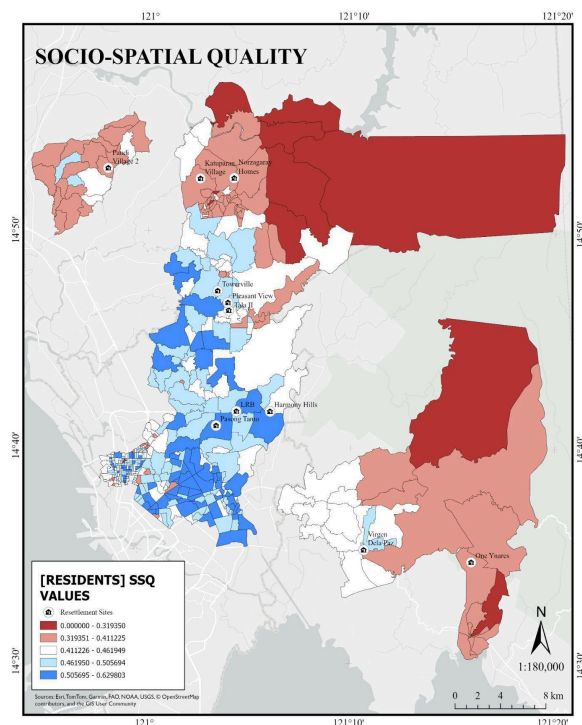 121° 121°10' 121°20'
SOCIO-SPATIAL QUALITY
Pandi
Village 2
Katuparan
Village
Norzagaray
Homes
14°50' 14°50'
Towerville
Pleasant View
Tala II
LRB
Harmony Hills
Pasong Tamo
14°40' 14°40'
Virgen
Dela Paz
One Ynares
[RESIDENTS] SSQ
VALUES
Resettlement Sites
0.000000 - 0.319350
0.319351 - 0.411225
0.411226 - 0.461949
0.461950 - 0.505694
0.505695 - 0.629803
N
1:180,000
14°30' 14°30'
Sources: Esri, TomTom, Garmin, FAO, NOAA, USGS, © OpenStreetMap
contributors, and the GIS User Community
0 2 4 8 km
121° 121°10' 121°20'